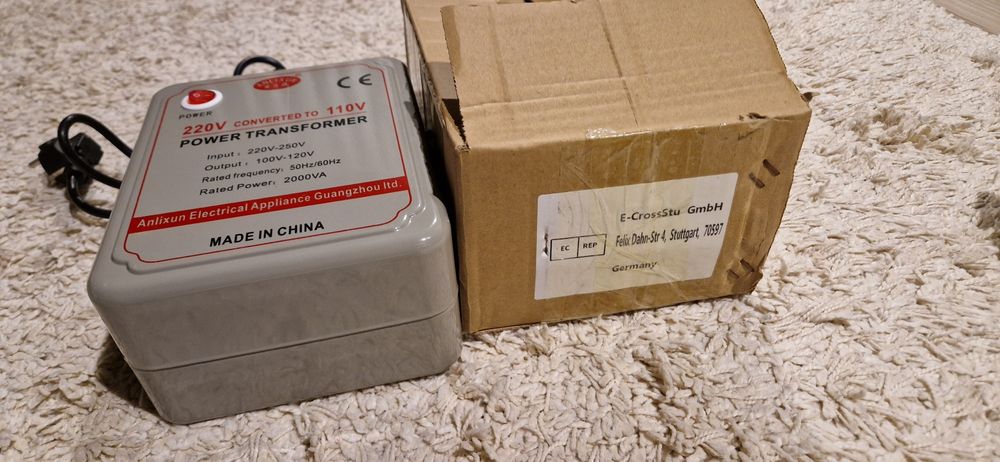 CE
POWER
220V CONVERTED TO 110V
POWER TRANSFORMER
Input : 220V-250V
Output : 100V-120V
Rated frequency: 50Hz/60Hz
Rated Power: 2000VA
Anlixun Electrical Appliance Guangzhou ltd.
MADE IN CHINA
E-CrossStu GmbH
EC REP
Felix Dahn-Str 4, Stuttgart, 70597
Germany